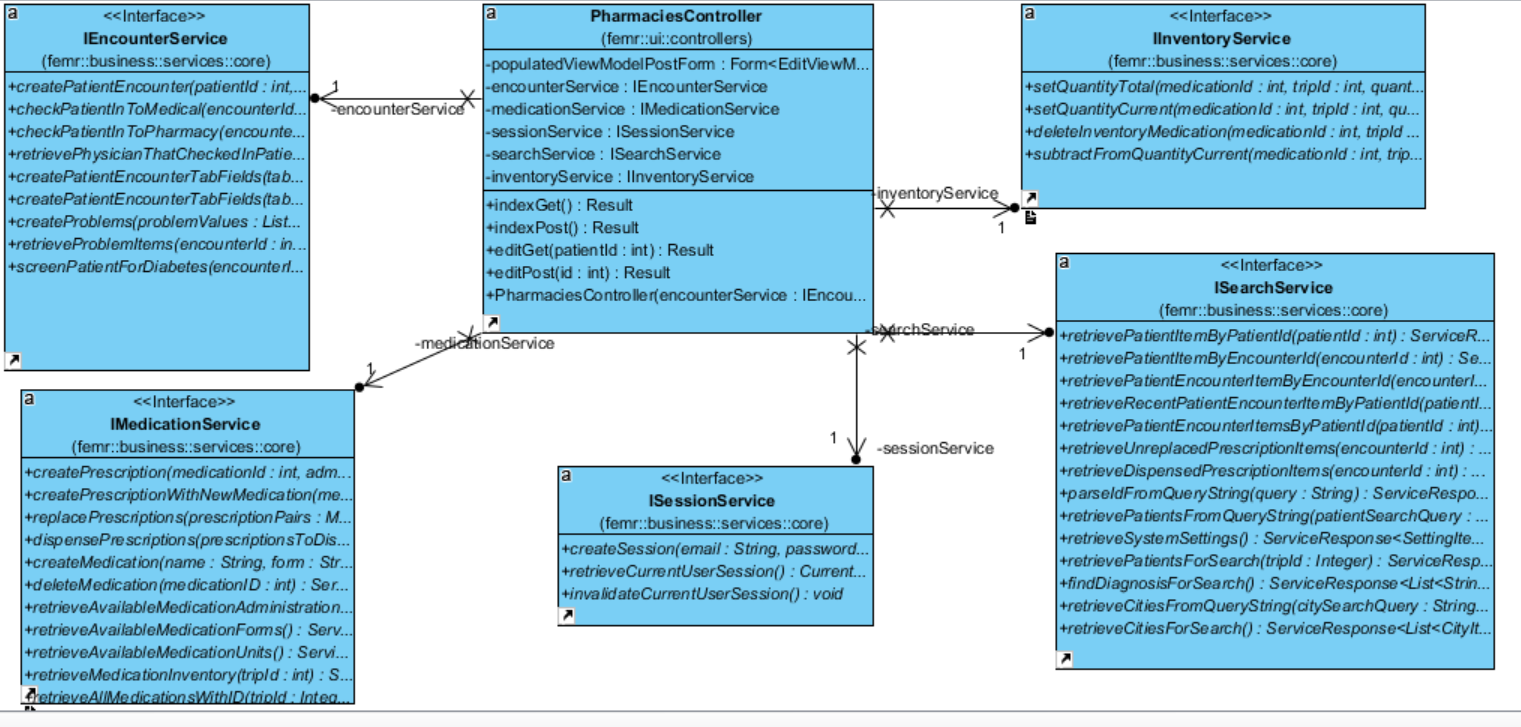 a
<<Interface>>
IEncounterService
(femr::business::services::core)
+createPatientEncounter(patientId : int,...
+checkPatientInToMedical(encounterId...
+checkPatientInToPharmacy(encounte...
+retrievePhysicianThatCheckedInPatie...
+createPatientEncounterTabFields(tab...
+createPatientEncounterTabFields(tab...
+createProblems(problemValues : List...
+retrieveProblemItems(encounterId : in...
+screenPatientForDiabetes(encounterI...
1
-encounterService
a
PharmaciesController
(femr::ui::controllers)
-populatedViewModelPostForm : Form<EditViewM...
-encounterService : IEncounterService
-medicationService : IMedicationService
-sessionService : ISessionService
-searchService : ISearchService
-inventoryService : IInventoryService
+indexGet() : Result
+indexPost() : Result
+editGet(patientId : int) : Result
+editPost(id : int) : Result
+PharmaciesController(encounterService : IEncou...
a
<<Interface>>
IInventoryService
(femr::business::services::core)
+setQuantityTotal(medicationId : int, tripId : int, quant...
+setQuantityCurrent(medicationId : int, tripId : int, qu...
+deleteInventoryMedication(medicationId : int, tripId ...
+subtractFromQuantityCurrent(medicationId : int, trip...
-inventoryService
1
-searchService
1
a
<<Interface>>
ISearchService
(femr::business::services::core)
+retrievePatientItemByPatientId(patientId : int) : ServiceR...
+retrievePatientItemByEncounterId(encounterId : int) : Se...
+retrievePatientEncounterItemByEncounterId(encounterI...
+retrieveRecentPatientEncounterItemByPatientId(patientI...
+retrievePatientEncounterItemsByPatientId(patientId : int)...
+retrieveUnreplacedPrescriptionItems(encounterId : int) : ...
+retrieveDispensedPrescriptionItems(encounterId : int) : ...
+parseIdFromQueryString(query : String) : ServiceRespo...
+retrievePatientsFromQueryString(patientSearchQuery : ...
+retrieveSystemSettings() : ServiceResponse<SettingIte...
+retrievePatientsForSearch(tripId : Integer) : ServiceResp...
+findDiagnosisForSearch() : ServiceResponse<List<Strin...
+retrieveCitiesFromQueryString(citySearchQuery : String...
+retrieveCitiesForSearch() : ServiceResponse<List<CityIt...
-medicationService
1
a
<<Interface>>
IMedicationService
(femr::business::services::core)
+createPrescription(medicationId : int, adm...
+createPrescriptionWithNewMedication(me...
+replacePrescriptions(prescriptionPairs : M...
+dispensePrescriptions(prescriptionsToDis...
+createMedication(name : String, form : Str...
+deleteMedication(medicationID : int) : Ser...
+retrieveAvailableMedicationAdministration...
+retrieveAvailableMedicationForms() : Serv...
+retrieveAvailableMedicationUnits() : Servi...
+retrieveMedicationInventory(tripId : int) : S...
+retrieveAllMedicationsWithID(tripId : Integ...
1
-sessionService
a
<<Interface>>
ISessionService
(femr::business::services::core)
+createSession(email : String, password...
+retrieveCurrentUserSession() : Current...
+invalidateCurrentUserSession() : void